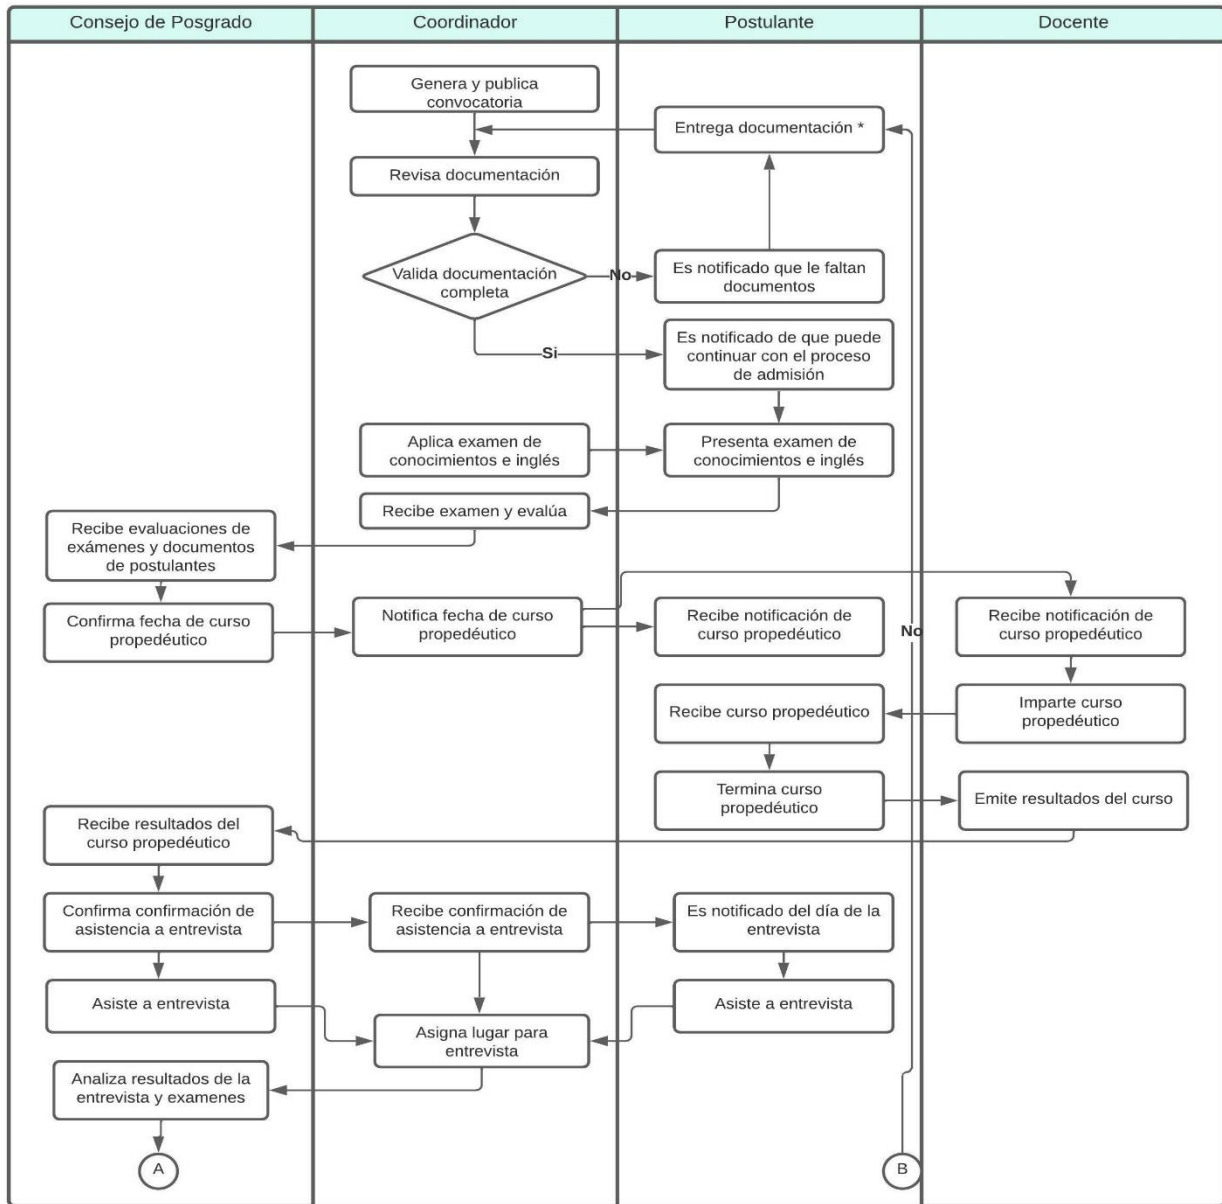 Consejo de Posgrado
Coordinador
Postulante
Docente
Genera y publica
convocatoria
Entrega documentación *
Revisa documentación
Valida documentación
completa
No
Es notificado que le faltan
documentos
Si
Es notificado de que puede
continuar con el proceso
de admisión
Aplica examen de
conocimientos e inglés
Presenta examen de
conocimientos e inglés
Recibe examen y evalúa
Recibe evaluaciones de
exámenes y documentos
de postulantes
Confirma fecha de curso
propedéutico
Notifica fecha de curso
propedéutico
Recibe notificación de
curso propedéutico
No
Recibe notificación de
curso propedéutico
Recibe curso propedéutico
Imparte curso
propedéutico
Termina curso
propedéutico
Emite resultados del curso
Recibe resultados del
curso propedéutico
Confirma confirmación de
asistencia a entrevista
Recibe confirmación de
asistencia a entrevista
Es notificado del día de la
entrevista
Asiste a entrevista
Asigna lugar para
entrevista
Asiste a entrevista
Analiza resultados de la
entrevista y examenes
A
B